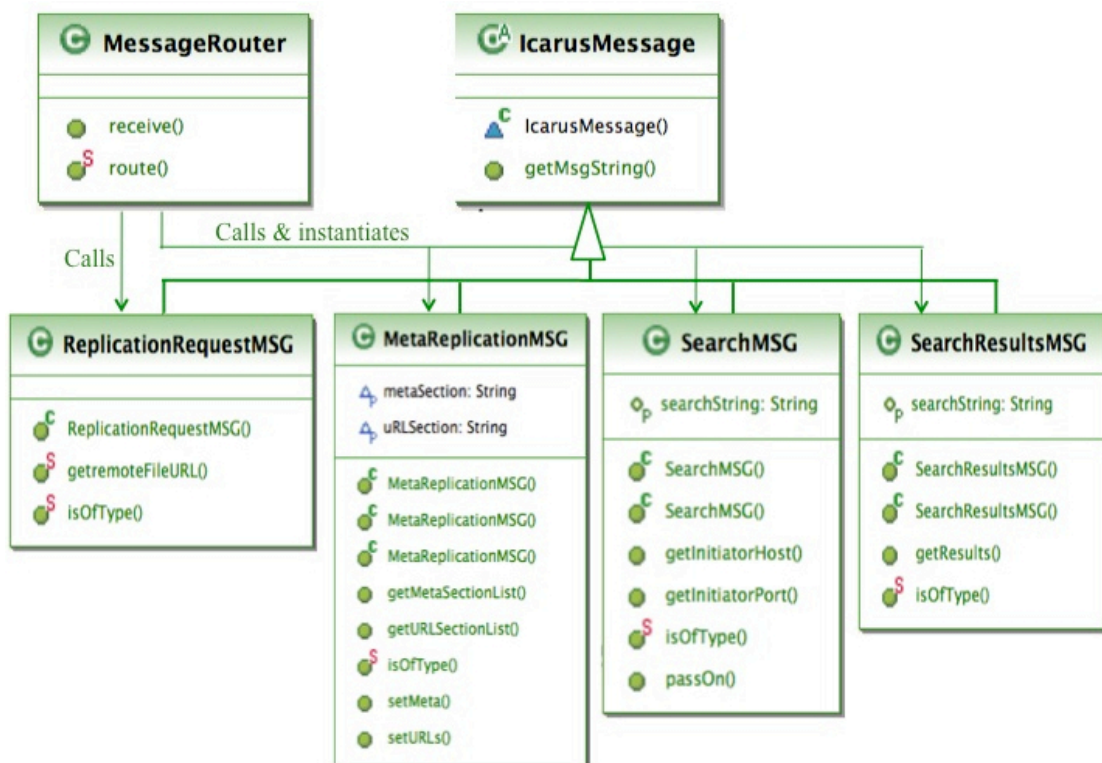 MessageRouter
receive()
route()
IcarusMessage
IcarusMessage()
getMsgString()
Calls & instantiates
Calls
ReplicationRequestMSG
ReplicationRequestMSG()
getremoteFileURL()
isOfType()
MetaReplicationMSG
metaSection: String
uRLSection: String
MetaReplicationMSG()
MetaReplicationMSG()
MetaReplicationMSG()
getMetaSectionList()
getURLSectionList()
isOfType()
setMeta()
setURLs()
SearchMSG
searchString: String
SearchMSG()
SearchMSG()
getInitiatorHost()
getInitiatorPort()
isOfType()
passOn()
SearchResultsMSG
searchString: String
SearchResultsMSG()
SearchResultsMSG()
getResults()
isOfType()